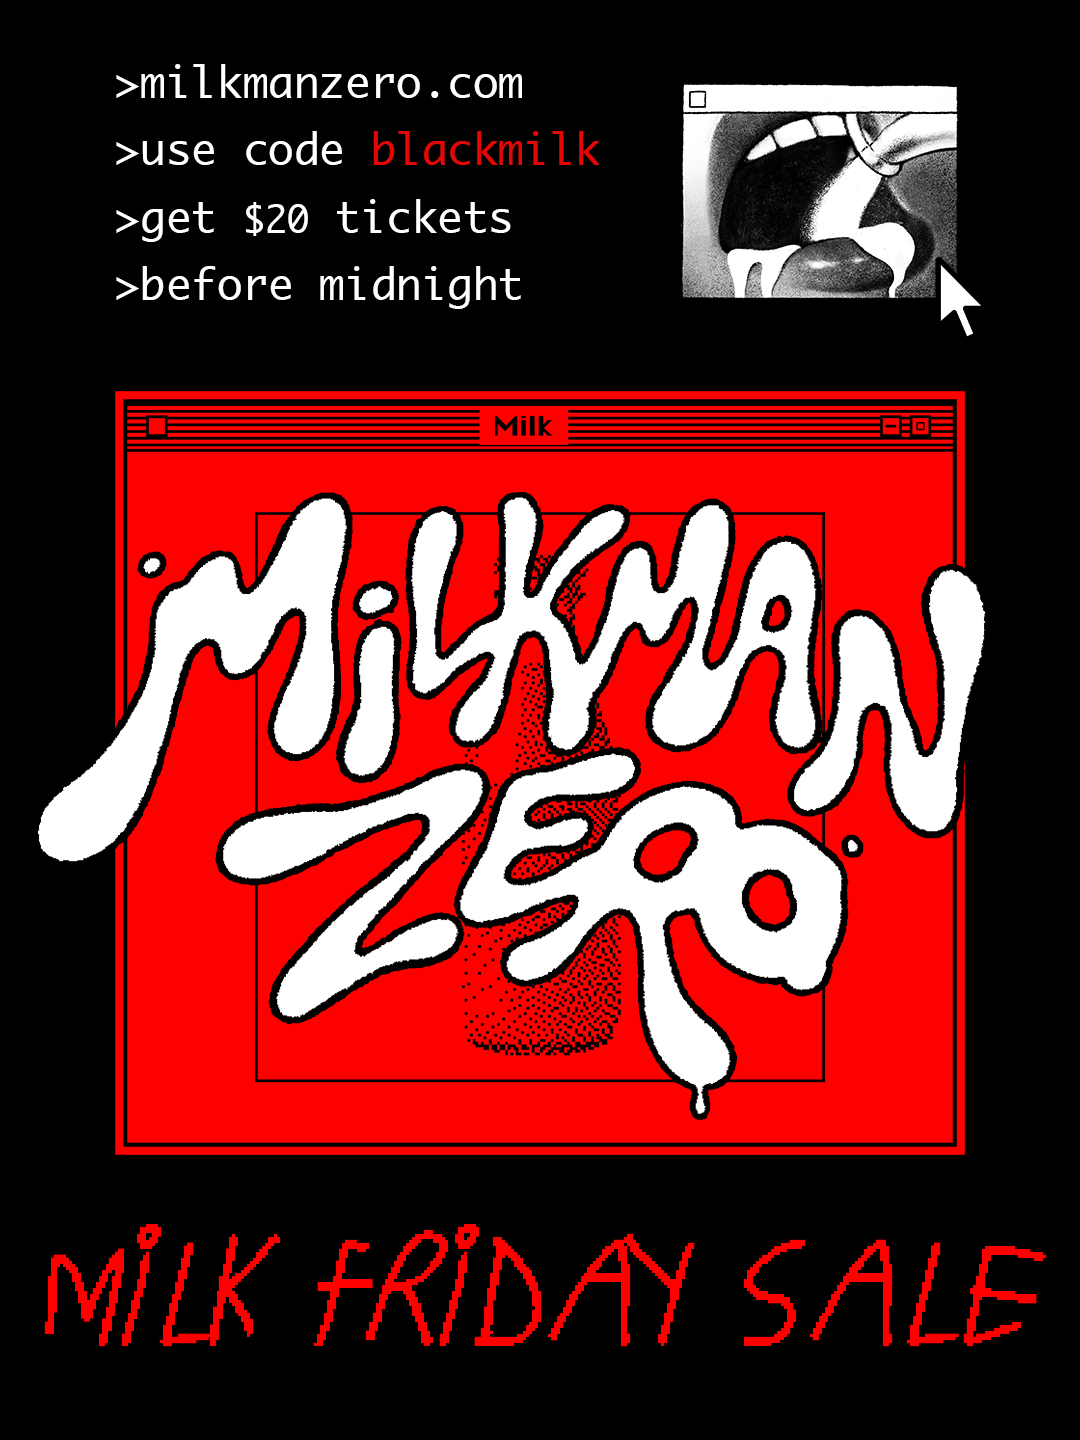 >milkmanzero.com
>use code blackmilk
>get $20 tickets
>before midnight
Milk
MiLKMAN
ZERO
MiLK FRiDAY SALE